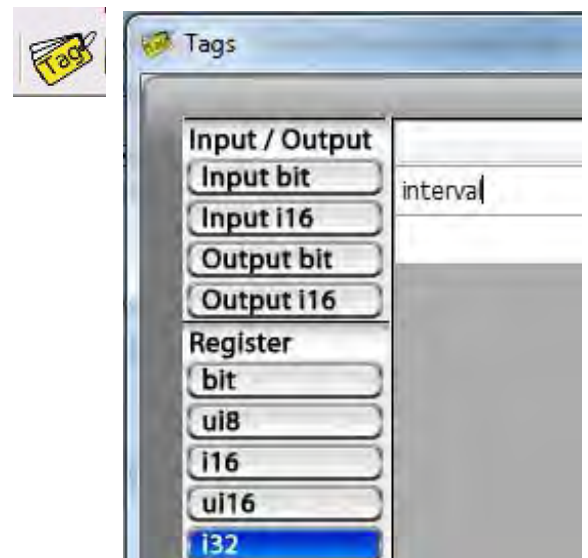 Tag
Tags
Input / Output
Input bit
interval
Input i16
Output bit
Output i16
Register
bit
ui8
i16
ui16
i32